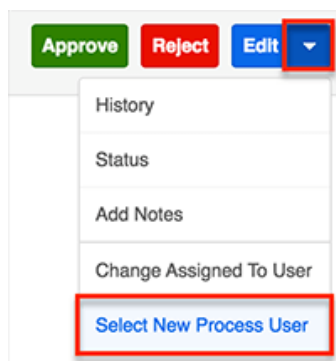 Approve Reject Edit
History
Status
Add Notes
Change Assigned To User
Select New Process User